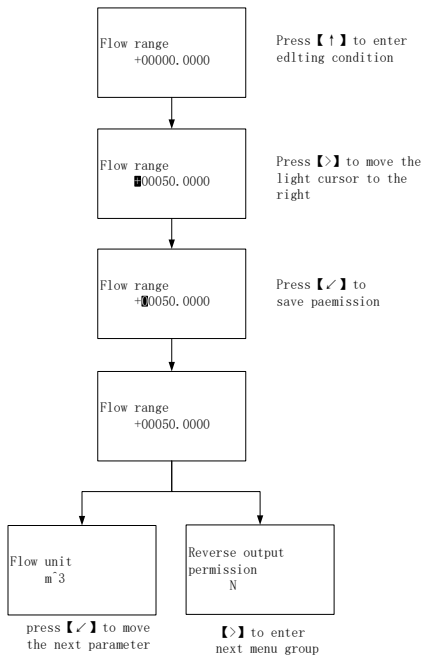 Flow range
+00000.0000
Press【↑】to enter
edlting condition
Flow range
+00050.0000
Press【>】to move the
light cursor to the
right
Flow range
+00050.0000
Press【↙】to
save paemission
Flow range
+00050.0000
Flow unit
m^3
Reverse output
permission
N
press【↙】to move
the next parameter
【>】to enter
next menu group